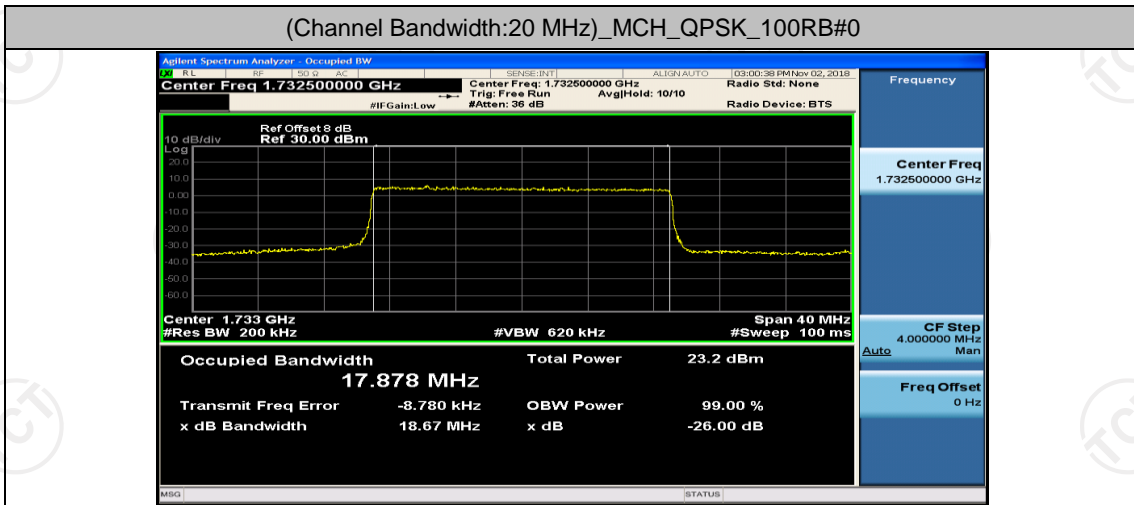 (Channel Bandwidth:20 MHz)_MCH_QPSK_100RB#0
Agilent Spectrum Analyzer - Occupied BW
LXI RL RF 50 Ω AC SENSE:INT ALIGN AUTO 03:00:38 PM Nov 02, 2018
Center Freq 1.732500000 GHz
Center Freq: 1.732500000 GHz
Radio Std: None
Trig: Free Run Avg|Hold: 10/10
#IFGain:Low #Atten: 36 dB Radio Device: BTS
Ref Offset 8 dB
10 dB/div Ref 30.00 dBm
Log
20.0
10.0
0.00
-10.0
-20.0
-30.0
-40.0
-50.0
-60.0
Center 1.733 GHz Span 40 MHz
#Res BW 200 kHz #VBW 620 kHz #Sweep 100 ms
Occupied Bandwidth Total Power 23.2 dBm
17.878 MHz
Transmit Freq Error -8.780 kHz OBW Power 99.00 %
x dB Bandwidth 18.67 MHz x dB -26.00 dB
MSG STATUS
Frequency
Center Freq
1.732500000 GHz
CF Step
4.000000 MHz
Auto Man
Freq Offset
0 Hz
TCT
TCT